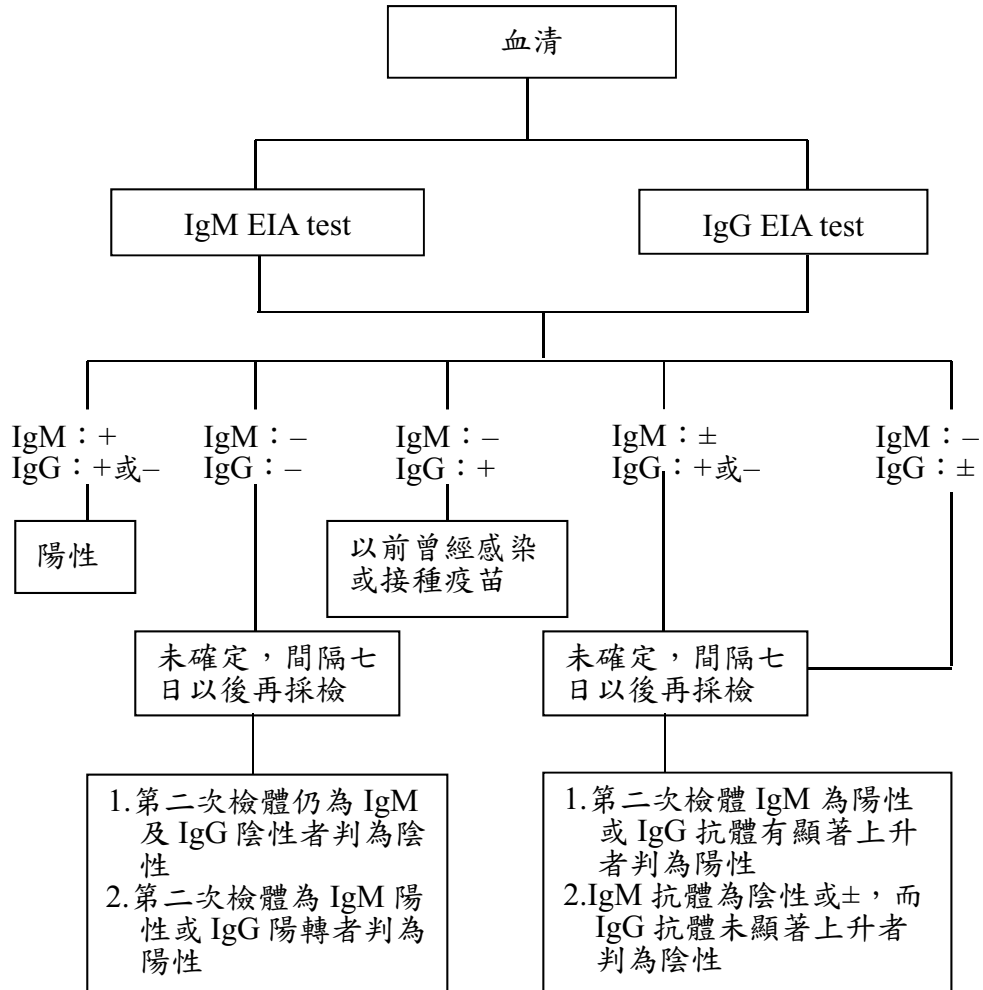 血清
IgM EIA test
IgG EIA test
IgM：+
IgG：+或–
IgM：–
IgG：–
IgM：–
IgG：+
IgM：±
IgG：+或–
IgM：–
IgG：±
陽性
以前曾經感染
或接種疫苗
未確定，間隔七
日以後再採檢
未確定，間隔七
日以後再採檢
1.第二次檢體仍為 IgM
及 IgG 陰性者判為陰
性
2.第二次檢體為 IgM 陽
性或 IgG 陽轉者判為
陽性
1.第二次檢體 IgM 為陽性
或 IgG 抗體有顯著上升
者判為陽性
2.IgM 抗體為陰性或±，而
IgG 抗體未顯著上升者
判為陰性